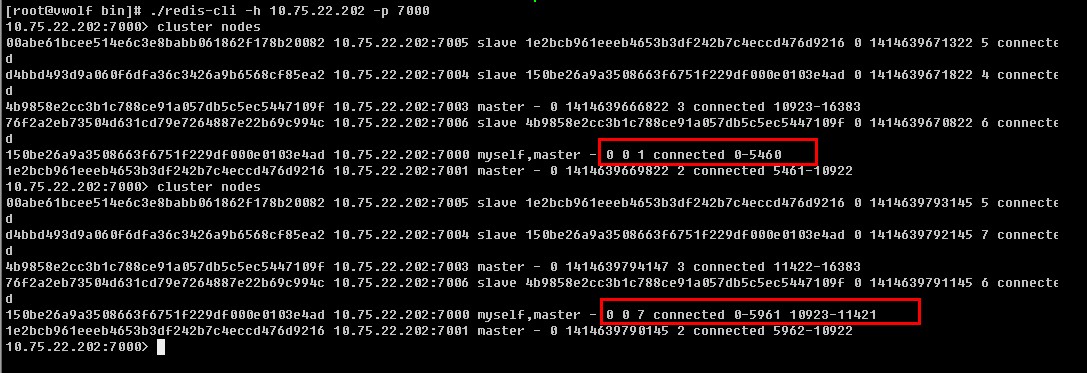 [root@vwolf bin]# ./redis-cli -h 10.75.22.202 -p 7000
10.75.22.202:7000> cluster nodes
00abe61bcee514e6c3e8babb061862f178b20082 10.75.22.202:7005 slave 1e2bcb961eeeb4653b3df242b7c4eccd476d9216 0 1414639671322 5 connecte
d
d4bbd493d9a060f6dfa36c3426a9b6568cf85ea2 10.75.22.202:7004 slave 150be26a9a3508663f6751f229df000e0103e4ad 0 1414639671822 4 connecte
d
4b9858e2cc3b1c788ce91a057db5c5ec5447109f 10.75.22.202:7003 master - 0 1414639666822 3 connected 10923-16383
76f2a2eb73504d631cd79e7264887e22b69c994c 10.75.22.202:7006 slave 4b9858e2cc3b1c788ce91a057db5c5ec5447109f 0 1414639670822 6 connecte
d
150be26a9a3508663f6751f229df000e0103e4ad 10.75.22.202:7000 myself,master - 0 0 1 connected 0-5460
1e2bcb961eeeb4653b3df242b7c4eccd476d9216 10.75.22.202:7001 master - 0 1414639669822 2 connected 5461-10922
10.75.22.202:7000> cluster nodes
00abe61bcee514e6c3e8babb061862f178b20082 10.75.22.202:7005 slave 1e2bcb961eeeb4653b3df242b7c4eccd476d9216 0 1414639793145 5 connecte
d
d4bbd493d9a060f6dfa36c3426a9b6568cf85ea2 10.75.22.202:7004 slave 150be26a9a3508663f6751f229df000e0103e4ad 0 1414639792145 7 connecte
d
4b9858e2cc3b1c788ce91a057db5c5ec5447109f 10.75.22.202:7003 master - 0 1414639794147 3 connected 11422-16383
76f2a2eb73504d631cd79e7264887e22b69c994c 10.75.22.202:7006 slave 4b9858e2cc3b1c788ce91a057db5c5ec5447109f 0 1414639791145 6 connecte
d
150be26a9a3508663f6751f229df000e0103e4ad 10.75.22.202:7000 myself,master - 0 0 7 connected 0-5961 10923-11421
1e2bcb961eeeb4653b3df242b7c4eccd476d9216 10.75.22.202:7001 master - 0 1414639790145 2 connected 5962-10922
10.75.22.202:7000>